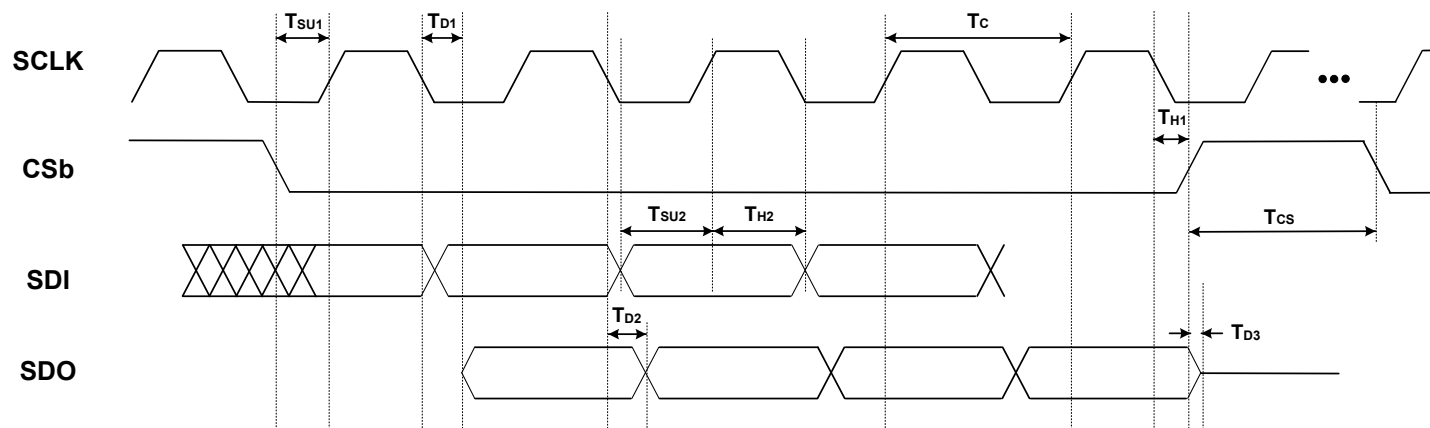 TSU1 TD1 TC
SCLK
TH1
CSb
TSU2 TH2 TCS
SDI
TD2 TD3
SDO